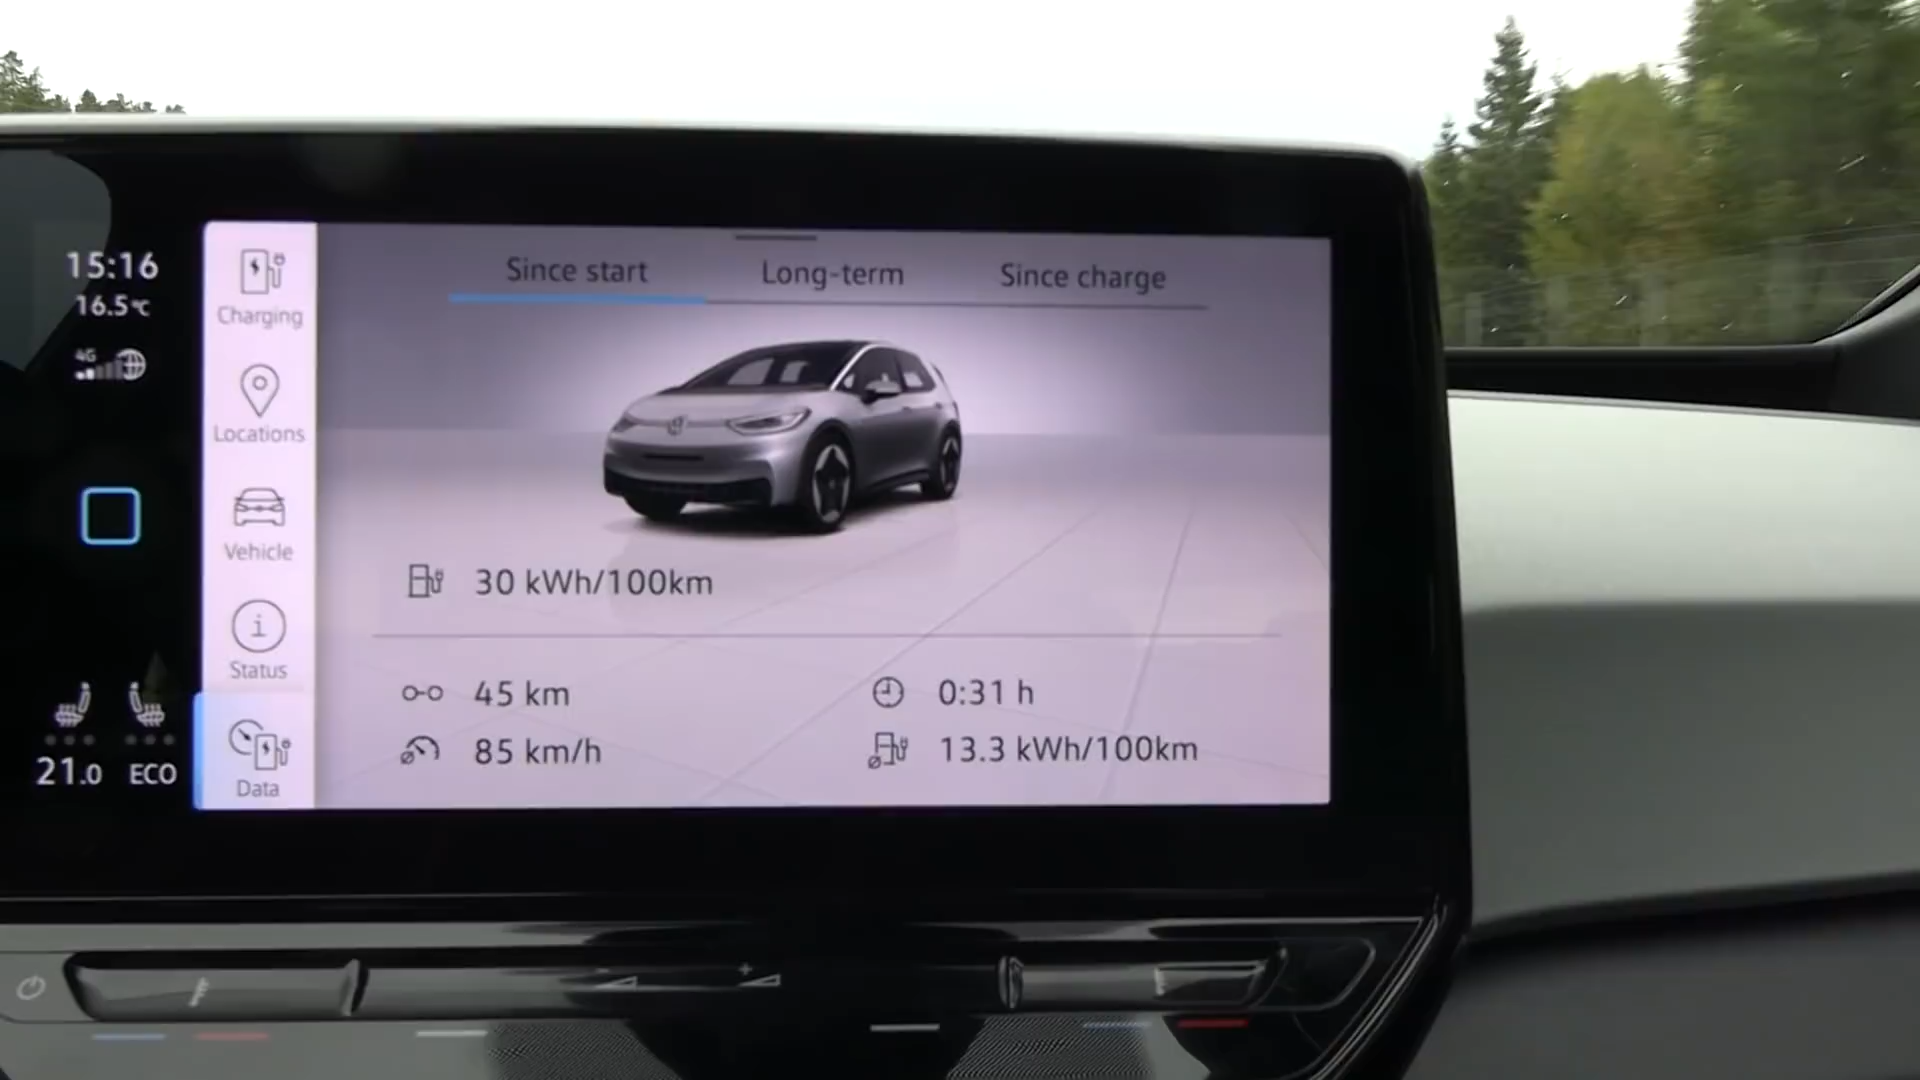 15:16
16.5°C
4G
21.0 ECO
Charging
Locations
Vehicle
Status
Data
Since start Long-term Since charge
30 kWh/100km
45 km 0:31 h
85 km/h 13.3 kWh/100km